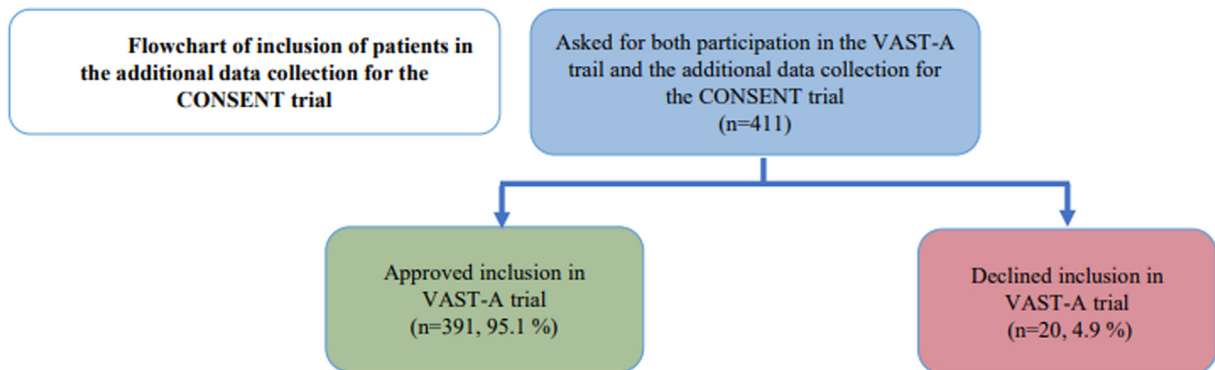 Flowchart of inclusion of patients in
the additional data collection for the
CONSENT trial
Asked for both participation in the VAST-A
trail and the additional data collection for
the CONSENT trial
(n=411)
Approved inclusion in
VAST-A trial
(n=391, 95.1 %)
Declined inclusion in
VAST-A trial
(n=20, 4.9 %)